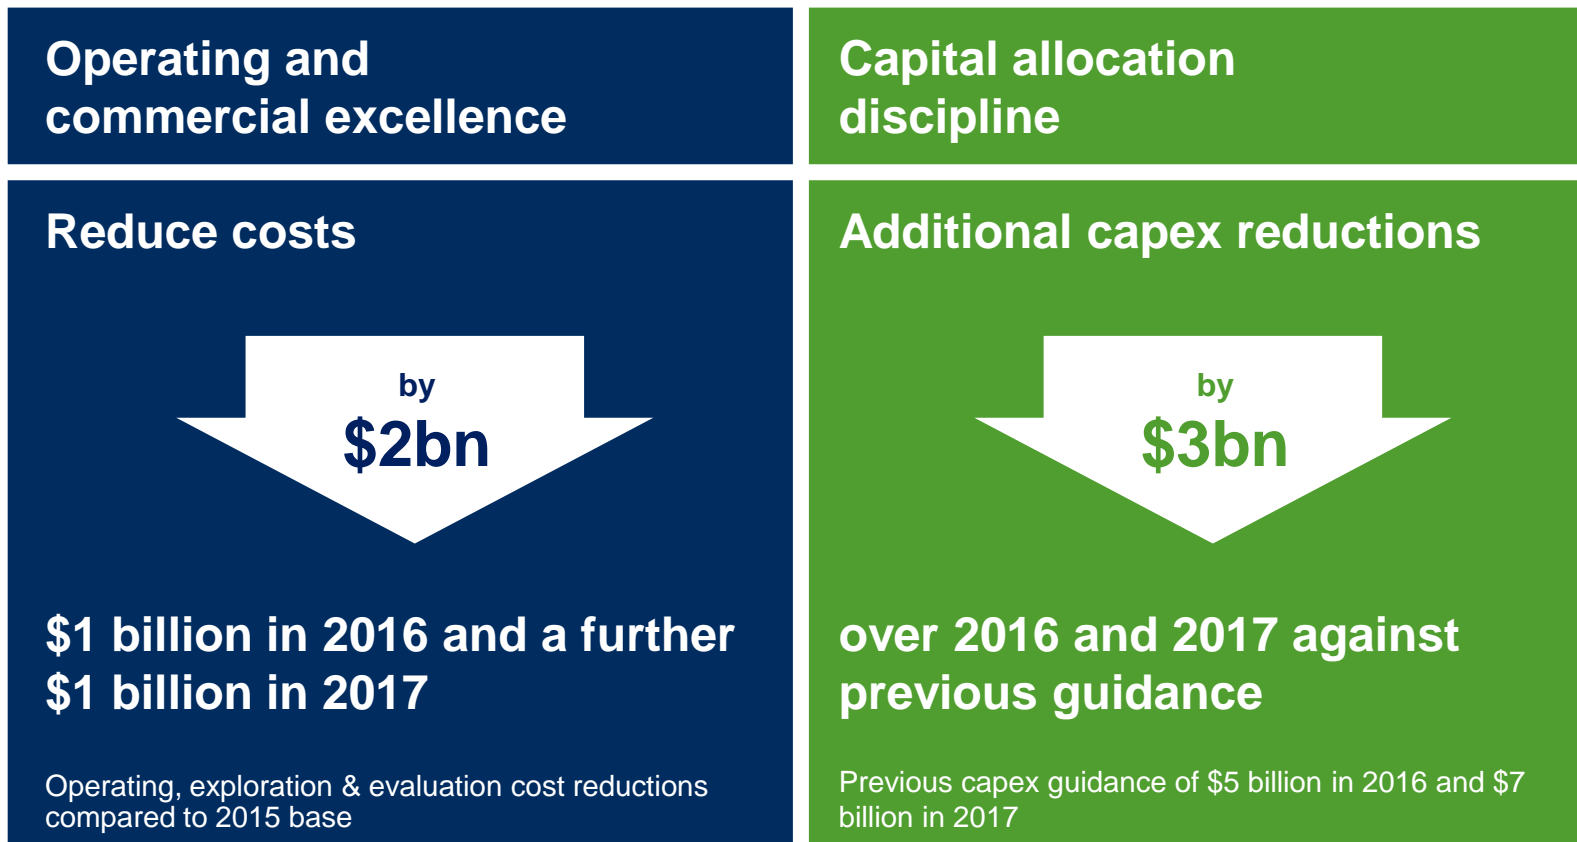 Operating and
commercial excellence
Capital allocation
discipline
Reduce costs
by
$2bn
$1 billion in 2016 and a further
$1 billion in 2017
Operating, exploration & evaluation cost reductions
compared to 2015 base
Additional capex reductions
by
$3bn
over 2016 and 2017 against
previous guidance
Previous capex guidance of $5 billion in 2016 and $7
billion in 2017